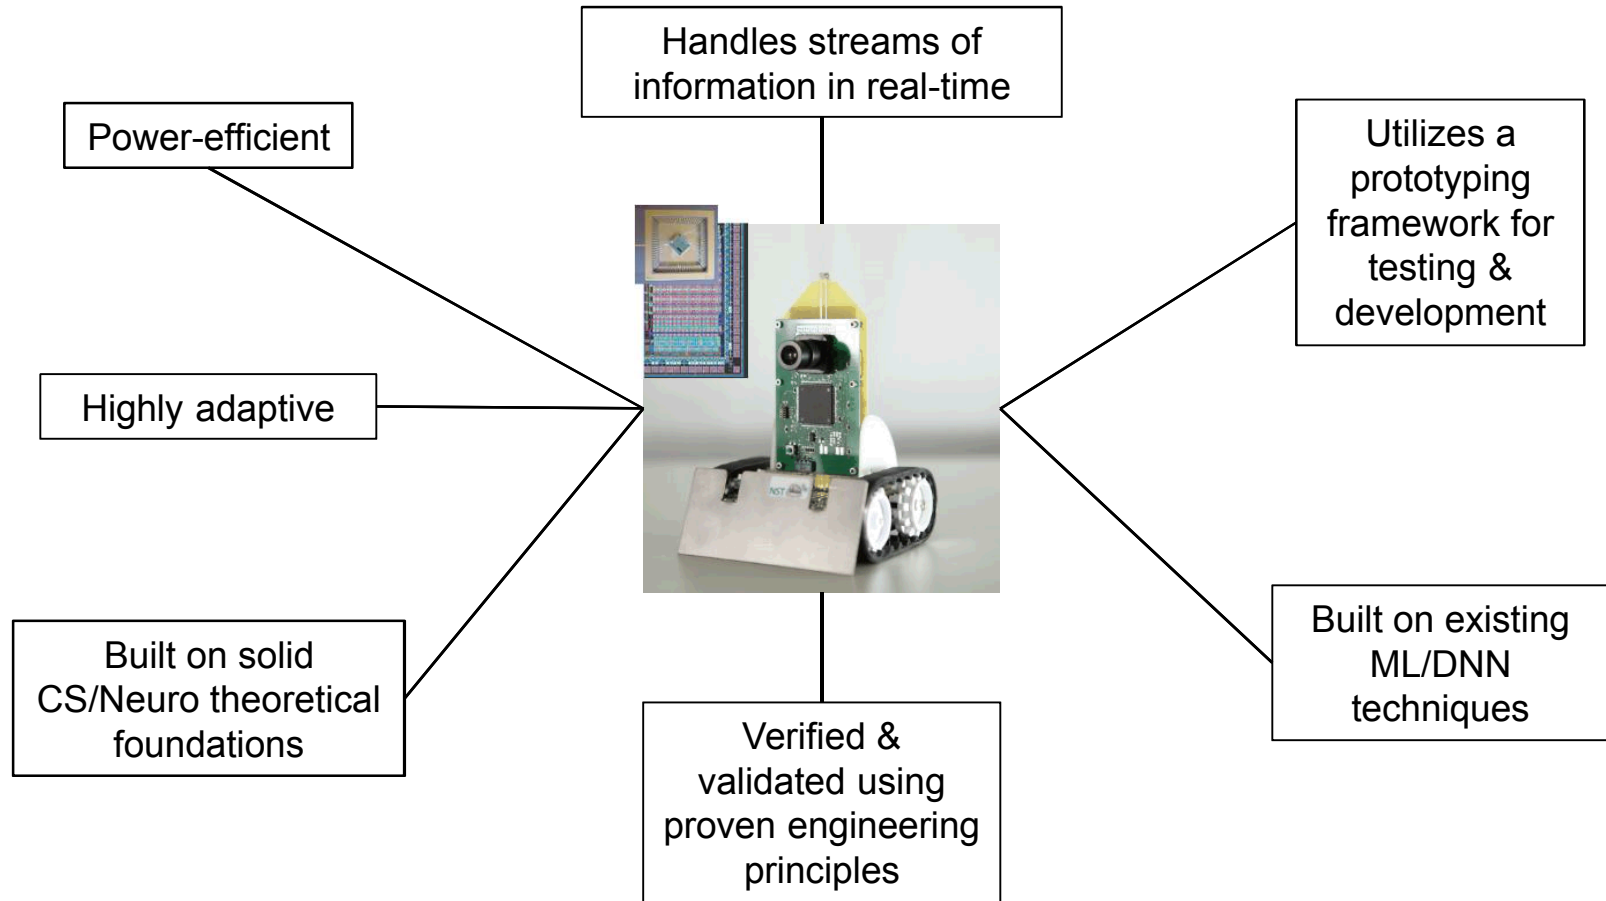 Handles streams of
information in real-time
Power-efficient
Utilizes a
prototyping
framework for
testing &
development
Highly adaptive
NST
Built on solid
CS/Neuro theoretical
foundations
Built on existing
ML/DNN
techniques
Verified &
validated using
proven engineering
principles